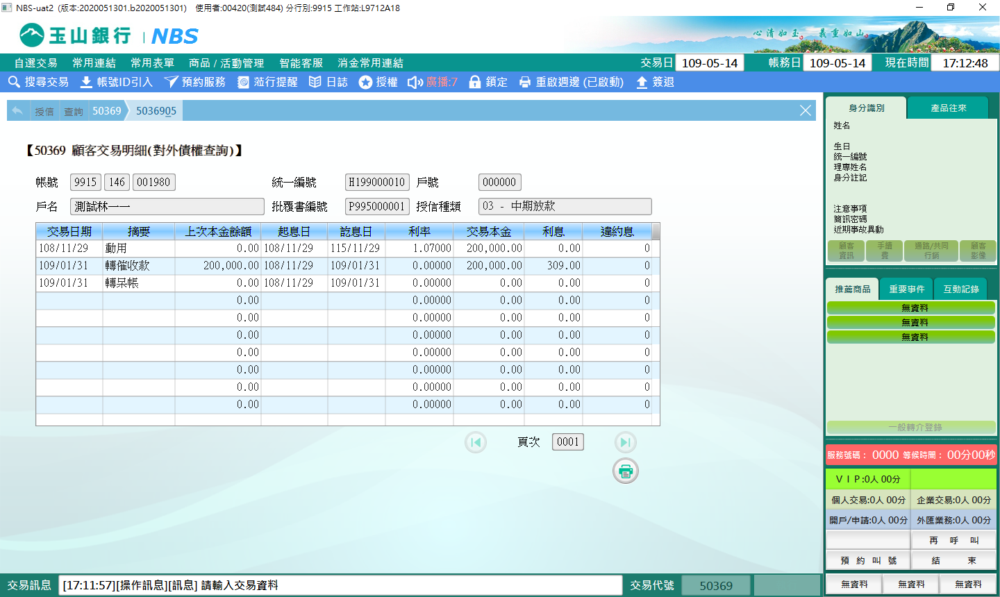 NBS-uat2 (版本:2020051301.b2020051301) 使用者:00420(測試484) 分行別:9915 工作站:L9712A18
玉山銀行 NBS
心清如玉。 義重如山。
自選交易 常用連結 常用表單 商品 / 活動管理 智能客服 消金常用連結 交易日 109-05-14 帳務日 109-05-14 現在時間 17:12:48
搜尋交易 帳號ID引入 預約服務 蒞行提醒 日誌 授權 廣播:7 鎖定 重啟週邊 (已啟動) 簽退
授信 查詢 50369 5036905
【50369 顧客交易明細(對外債權查詢)】
帳號 9915 146 001980 統一編號 H199000010 戶號 000000
戶名 測試林一一 批覆書編號 P995000001 授信種類 03 - 中期放款
交易日期 摘要 上次本金餘額 起息日 訖息日 利率 交易本金 利息 違約息
108/11/29 動用 0.00 108/11/29 115/11/29 1.07000 200,000.00 0.00 0
109/01/31 轉催收款 200,000.00 108/11/29 109/01/31 0.00000 200,000.00 309.00 0
109/01/31 轉呆帳 0.00 108/11/29 109/01/31 0.00000 0.00 0.00 0
0.00 0.00000 0.00 0.00 0
0.00 0.00000 0.00 0.00 0
0.00 0.00000 0.00 0.00 0
0.00 0.00000 0.00 0.00 0
0.00 0.00000 0.00 0.00 0
0.00 0.00000 0.00 0.00 0
0.00 0.00000 0.00 0.00 0
頁次 0001
身分識別 產品往來
姓名
生日
統一編號
理專姓名
身分註記
注意事項
簡訊密碼
近期事故異動
顧客資訊 手續費 通路/共同行銷 顧客影像
推薦商品 重要事件 互動記錄
無資料
無資料
無資料
一般轉介登錄
服務號碼： 0000 等候時間： 00分00秒
ＶＩＰ:0人 00分
個人交易:0人 00分 企業交易:0人 00分
開戶/申請:0人 00分 外匯業務:0人 00分
再 呼 叫
預 約 叫 號 結 束
無資料 無資料 無資料
交易訊息 [17:11:57][操作訊息][訊息] 請輸入交易資料 交易代號 50369